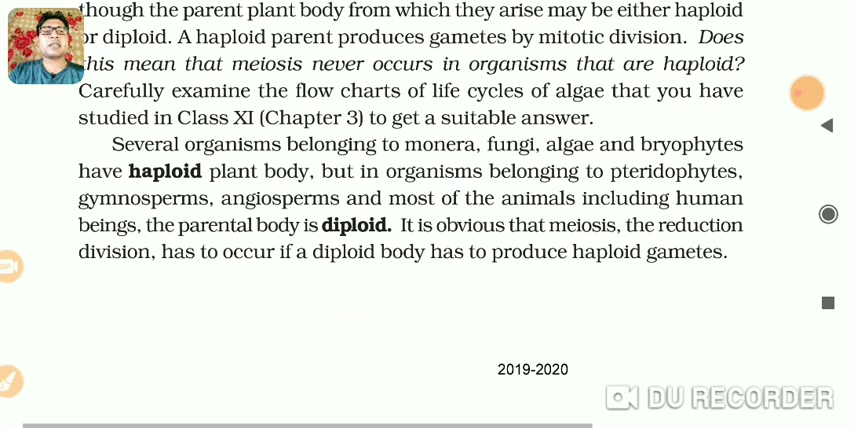 though the parent plant body from which they arise may be either haploid
or diploid. A haploid parent produces gametes by mitotic division. Does
this mean that meiosis never occurs in organisms that are haploid?
Carefully examine the flow charts of life cycles of algae that you have
studied in Class XI (Chapter 3) to get a suitable answer.
Several organisms belonging to monera, fungi, algae and bryophytes
have haploid plant body, but in organisms belonging to pteridophytes,
gymnosperms, angiosperms and most of the animals including human
beings, the parental body is diploid. It is obvious that meiosis, the reduction
division, has to occur if a diploid body has to produce haploid gametes.
2019-2020
DU RECORDER
GIF